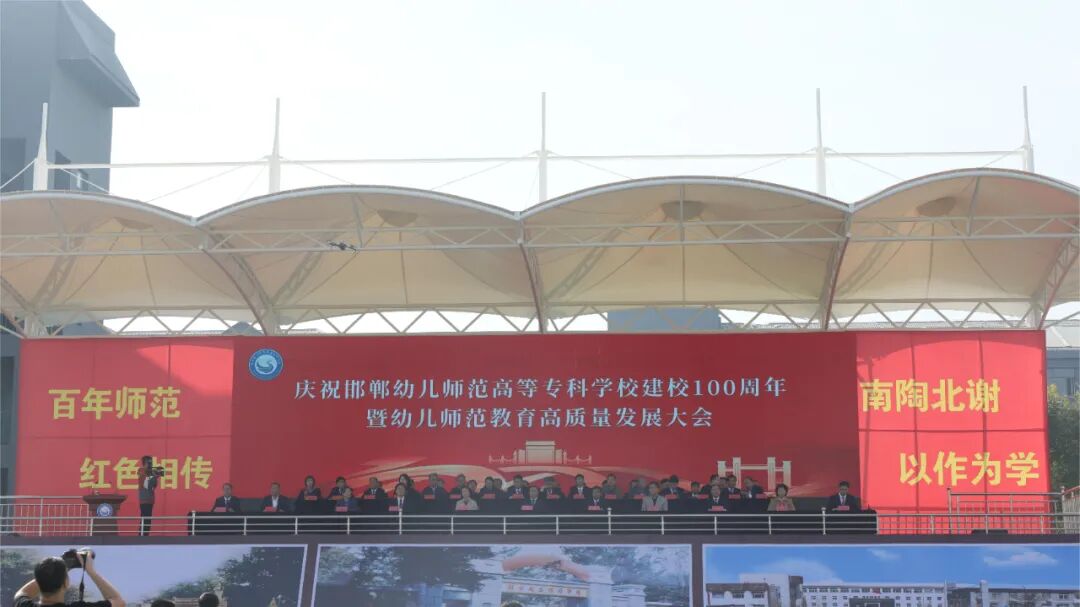 百年师范
红色相传
庆祝邯郸幼儿师范高等专科学校建校100周年
暨幼儿师范教育高质量发展大会
南陶北谢
以作为学